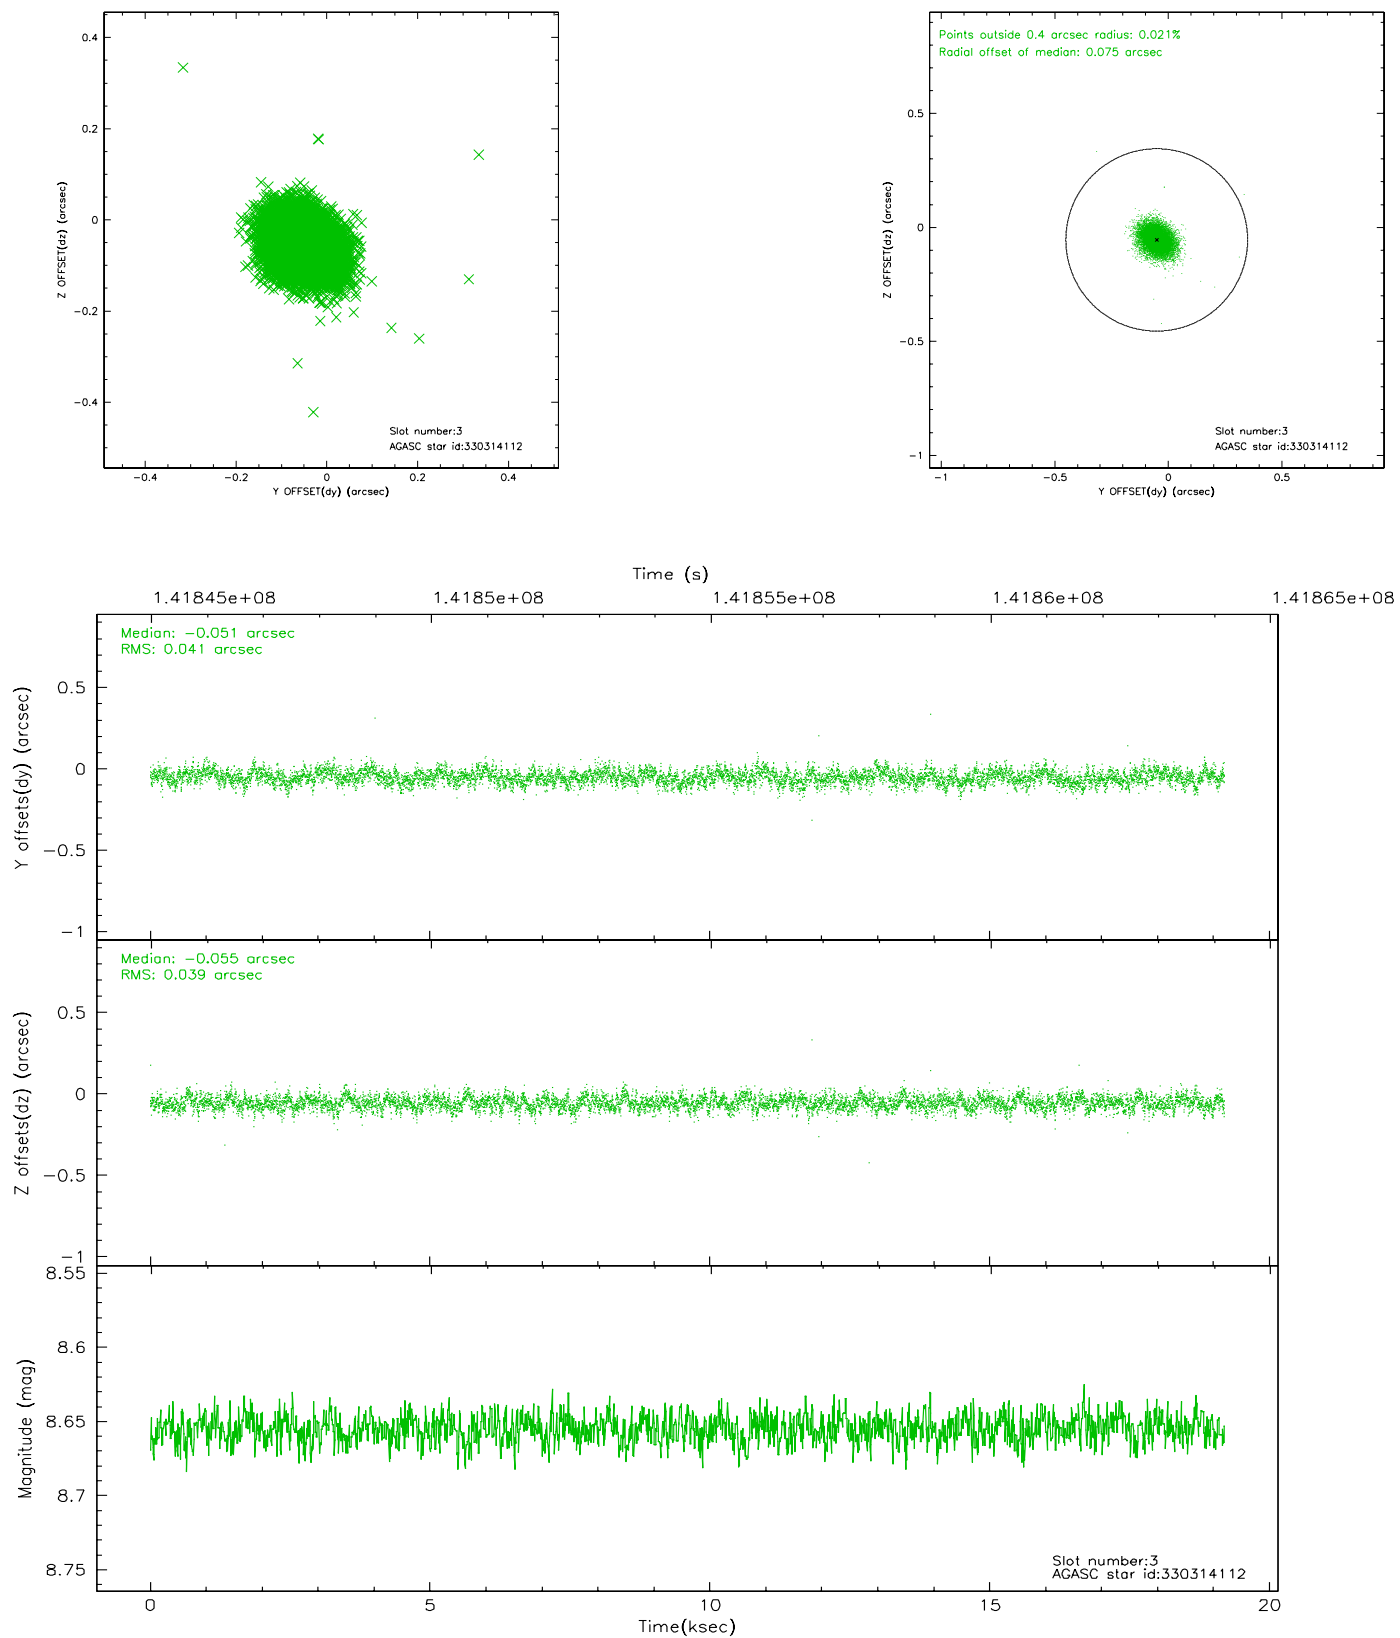 0.4
0.2
0
−0.2
−0.4
Z OFFSET(dz) (arcsec)
−0.4 −0.2 0 0.2 0.4
Y OFFSET(dy) (arcsec)
Slot number:3
AGASC star id:330314112
Points outside 0.4 arcsec radius: 0.021%
Radial offset of median: 0.075 arcsec
0.5
0
−0.5
−1
Z OFFSET(dz) (arcsec)
−1 −0.5 0 0.5
Y OFFSET(dy) (arcsec)
Slot number:3
AGASC star id:330314112
Time (s)
1.41845e+08 1.4185e+08 1.41855e+08 1.4186e+08 1.41865e+08
Median: −0.051 arcsec
RMS: 0.041 arcsec
0.5
0
−0.5
−1
Y offsets(dy) (arcsec)
Median: −0.055 arcsec
RMS: 0.039 arcsec
0.5
0
−0.5
−1
Z offsets(dz) (arcsec)
8.55
8.6
8.65
8.7
8.75
Magnitude (mag)
Slot number:3
AGASC star id:330314112
0 5 10 15 20
Time(ksec)